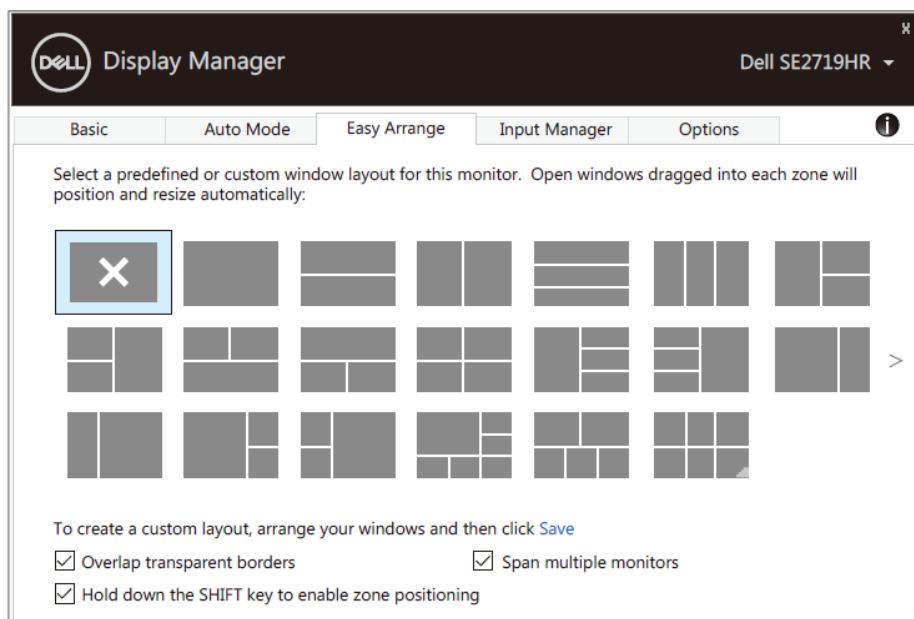 x
DELL Display Manager
Dell SE2719HR
Basic Auto Mode Easy Arrange Input Manager Options i
Select a predefined or custom window layout for this monitor. Open windows dragged into each zone will
position and resize automatically:
>
To create a custom layout, arrange your windows and then click Save
Overlap transparent borders Span multiple monitors
Hold down the SHIFT key to enable zone positioning